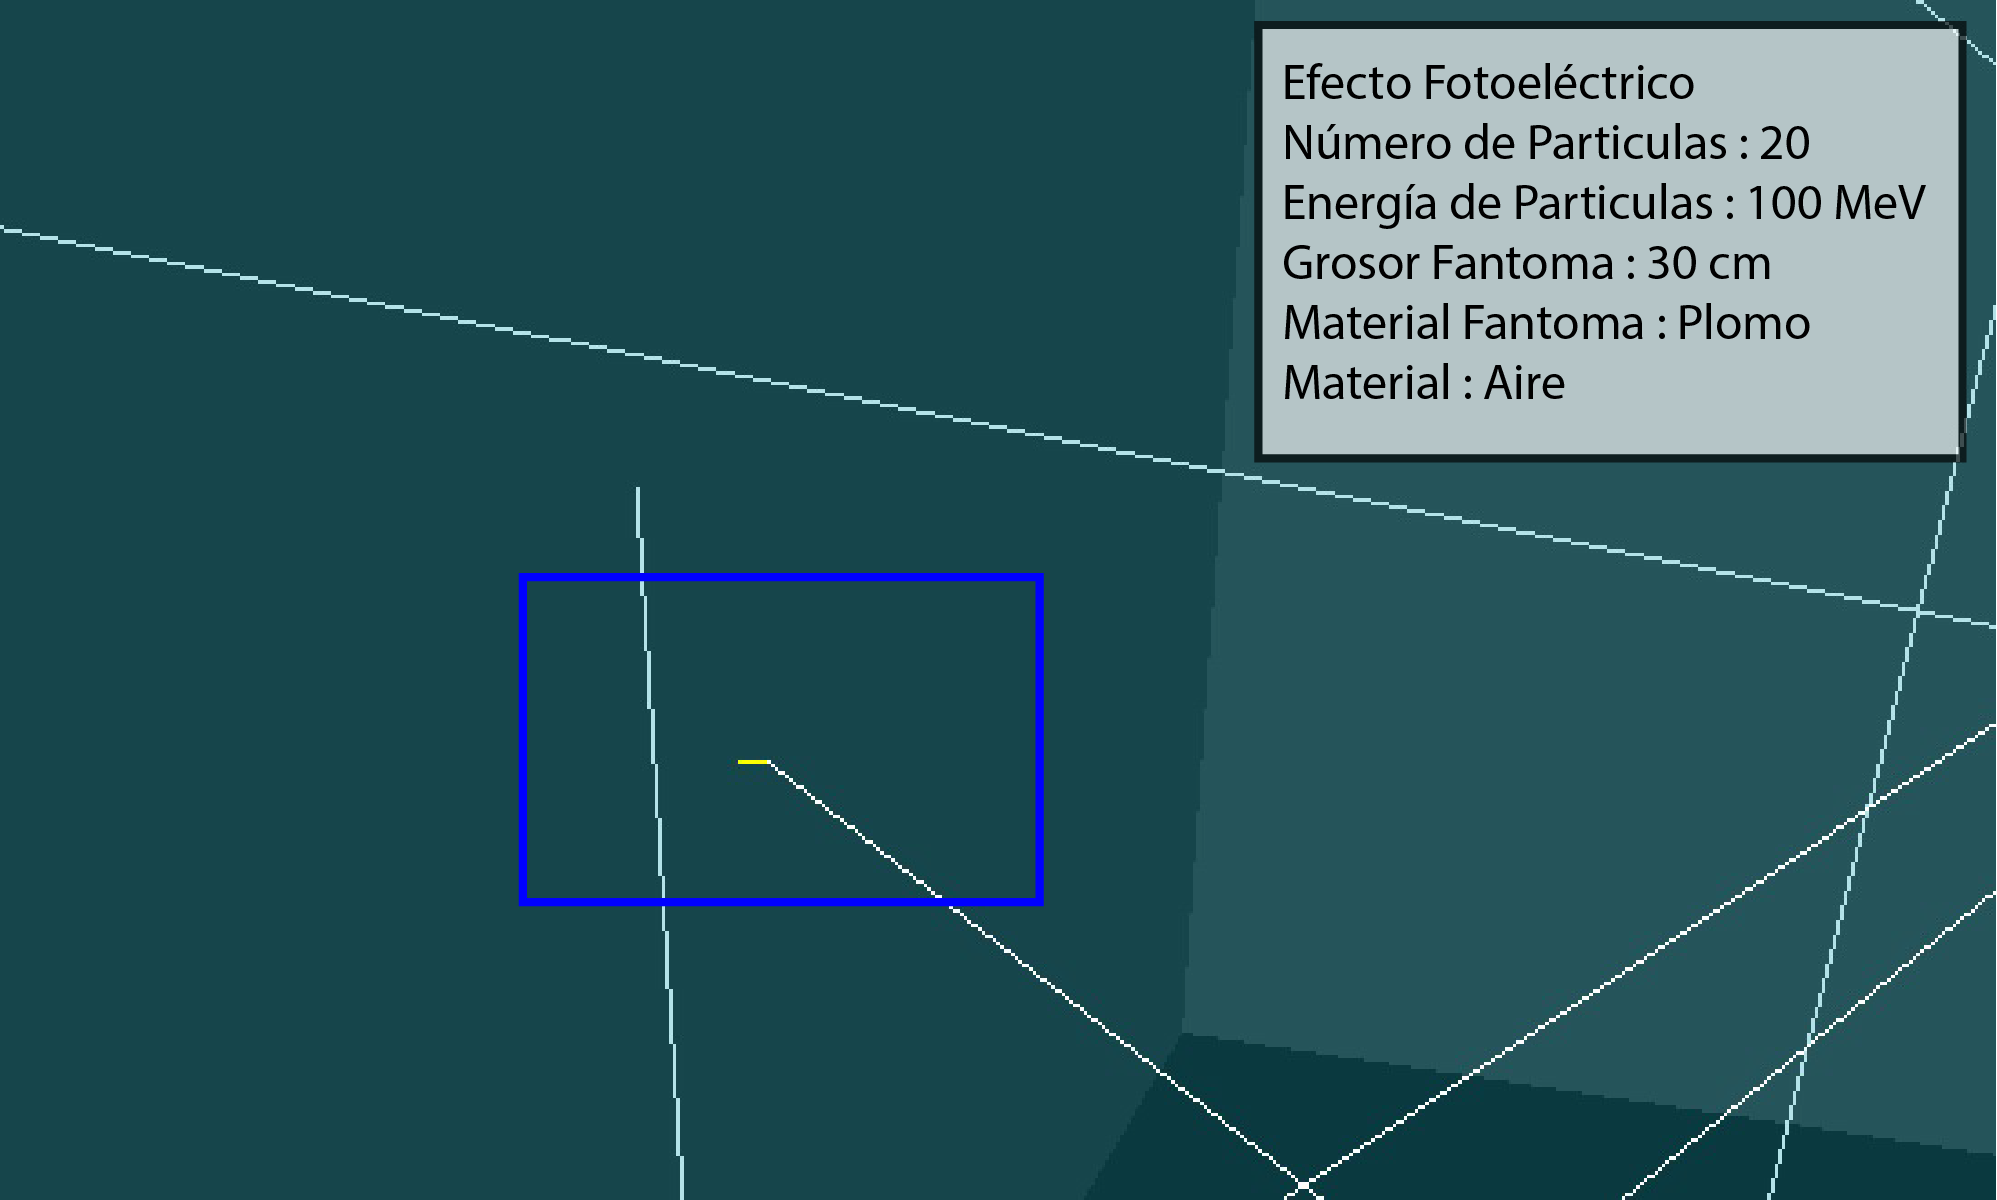 Efecto Fotoeléctrico
Número de Particulas : 20
Energía de Particulas : 100 MeV
Grosor Fantoma : 30 cm
Material Fantoma : Plomo
Material : Aire